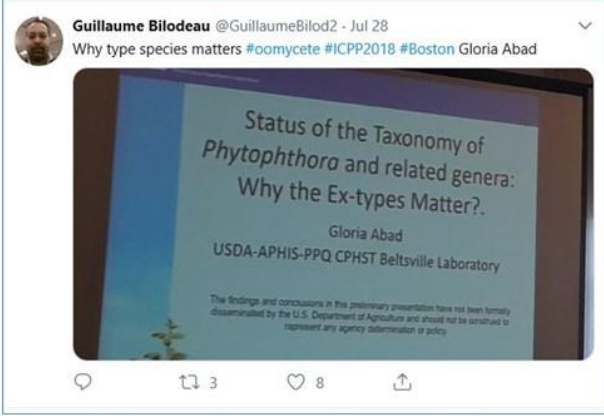 Guillaume Bilodeau @GuillaumeBilod2 · Jul 28
Why type species matters #oomycete #ICPP2018 #Boston Gloria Abad
Status of the Taxonomy of
Phytophthora and related genera:
Why the Ex-types Matter?.
Gloria Abad
USDA-APHIS-PPQ CPHST Beltsville Laboratory
The findings and conclusions in this preliminary presentation have not been formally
disseminated by the U.S. Department of Agriculture and should not be construed to
represent any agency determination or policy
3
8